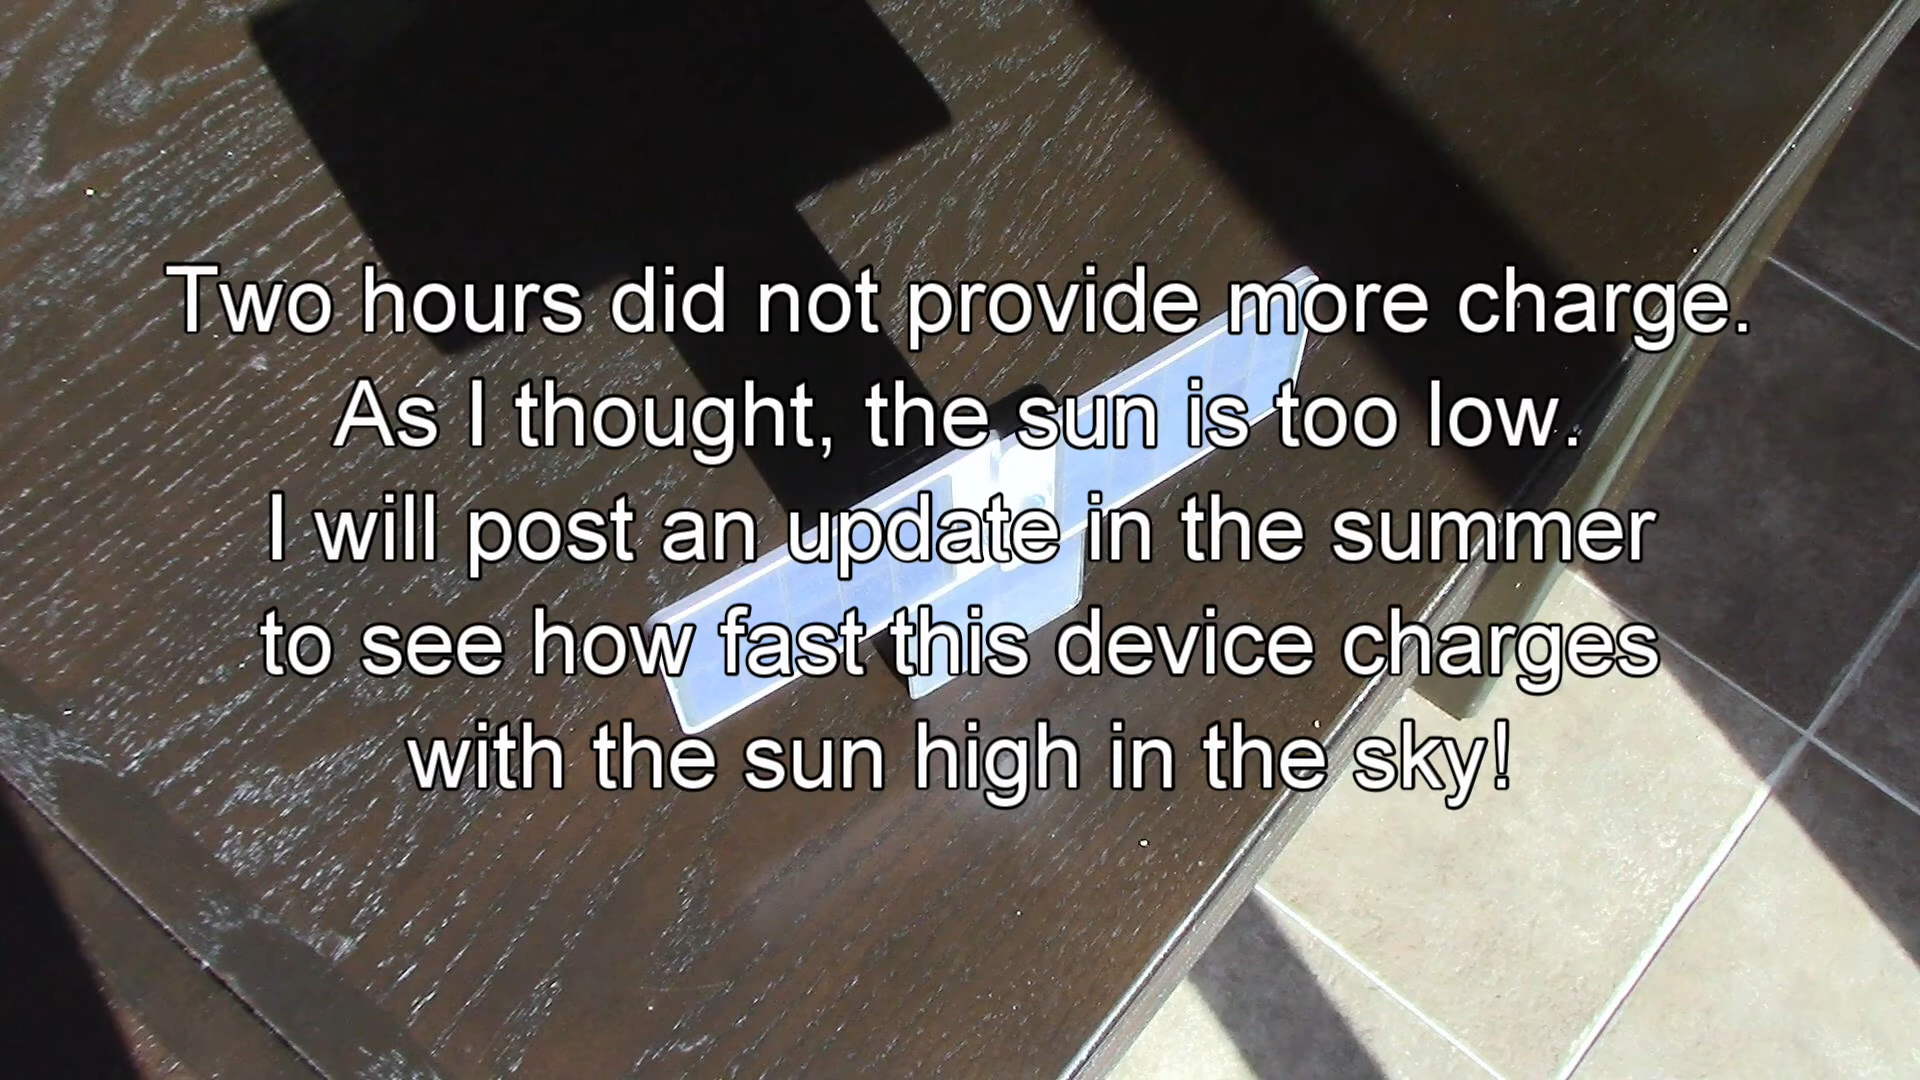 Two hours did not provide more charge.
As I thought, the sun is too low.
I will post an update in the summer
to see how fast this device charges
with the sun high in the sky!